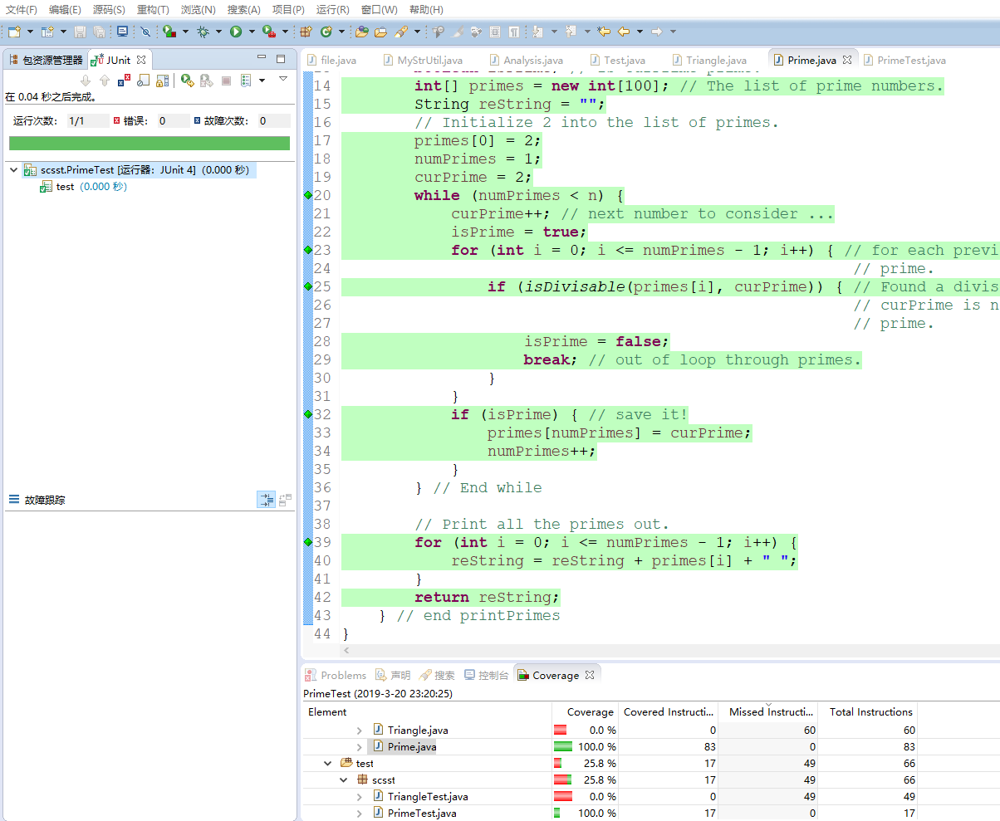 文件(F) 编辑(E) 源码(S) 重构(T) 浏览(N) 搜索(A) 项目(P) 运行(R) 窗口(W) 帮助(H)
包资源管理器 JUnit
在 0.04 秒之后完成。
运行次数: 1/1 错误: 0 故障次数: 0
scsst.PrimeTest [运行器: JUnit 4] (0.000 秒)
test (0.000 秒)
故障跟踪
file.java MyStrUtil.java Analysis.java Test.java Triangle.java Prime.java PrimeTest.java
14 int[] primes = new int[100]; // The list of prime numbers.
15 String reString = "";
16 // Initialize 2 into the list of primes.
17 primes[0] = 2;
18 numPrimes = 1;
19 curPrime = 2;
20 while (numPrimes < n) {
21 curPrime++; // next number to consider ...
22 isPrime = true;
23 for (int i = 0; i <= numPrimes - 1; i++) { // for each previ
24 // prime.
25 if (isDivisable(primes[i], curPrime)) { // Found a divis
26 // curPrime is n
27 // prime.
28 isPrime = false;
29 break; // out of loop through primes.
30 }
31 }
32 if (isPrime) { // save it!
33 primes[numPrimes] = curPrime;
34 numPrimes++;
35 }
36 } // End while
37
38 // Print all the primes out.
39 for (int i = 0; i <= numPrimes - 1; i++) {
40 reString = reString + primes[i] + " ";
41 }
42 return reString;
43 } // end printPrimes
44 }
Problems 声明 搜索 控制台 Coverage
PrimeTest (2019-3-20 23:20:25)
Element Coverage Covered Instructi... Missed Instructi... Total Instructions
Triangle.java 0.0 % 0 60 60
Prime.java 100.0 % 83 0 83
test 25.8 % 17 49 66
scsst 25.8 % 17 49 66
TriangleTest.java 0.0 % 0 49 49
PrimeTest.java 100.0 % 17 0 17